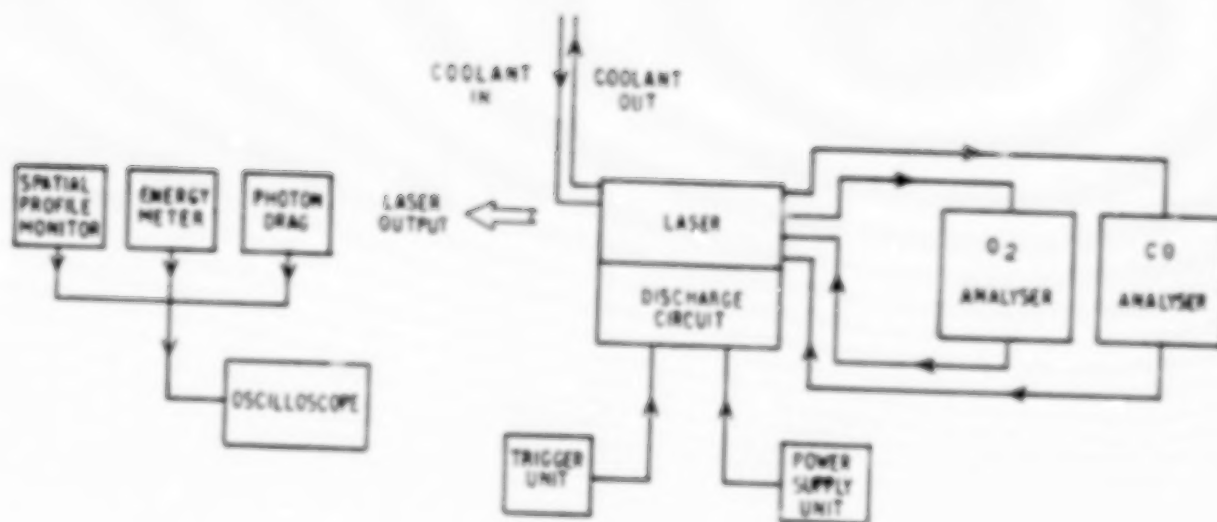 COOLANT
IN
COOLANT
OUT
SPATIAL
PROFILE
MONITOR
ENERGY
METER
PHOTON
DRAG
LASER
OUTPUT
LASER
DISCHARGE
CIRCUIT
O2
ANALYSER
CO
ANALYSER
OSCILLOSCOPE
TRIGGER
UNIT
POWER
SUPPLY
UNIT